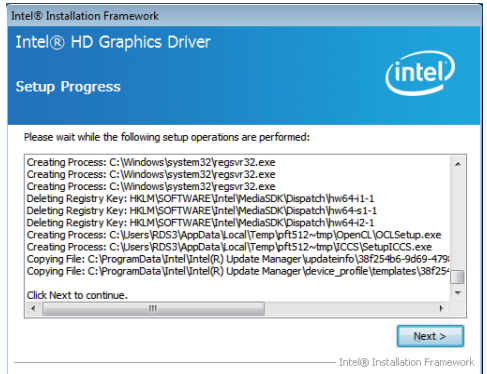 Intel® Installation Framework
Intel® HD Graphics Driver
Setup Progress
intel
Please wait while the following setup operations are performed:
Creating Process: C:\Windows\system32\regsvr32.exe
Creating Process: C:\Windows\system32\regsvr32.exe
Creating Process: C:\Windows\system32\regsvr32.exe
Deleting Registry Key: HKLM\SOFTWARE\Intel\MediaSDK\Dispatch\hw64-i1-1
Deleting Registry Key: HKLM\SOFTWARE\Intel\MediaSDK\Dispatch\hw64-s1-1
Deleting Registry Key: HKLM\SOFTWARE\Intel\MediaSDK\Dispatch\hw64-i2-1
Creating Process: C:\Users\RDS3\AppData\Local\Temp\pft512~tmp\OpenCL\OCLSetup.exe
Creating Process: C:\Users\RDS3\AppData\Local\Temp\pft512~tmp\ICCS\SetupICCS.exe
Copying File: C:\ProgramData\Intel\Intel(R) Update Manager\updateinfo\38f254b6-9d69-479
Copying File: C:\ProgramData\Intel\Intel(R) Update Manager\device_profile\templates\38f254
Click Next to continue.
Next >
Intel® Installation Framework